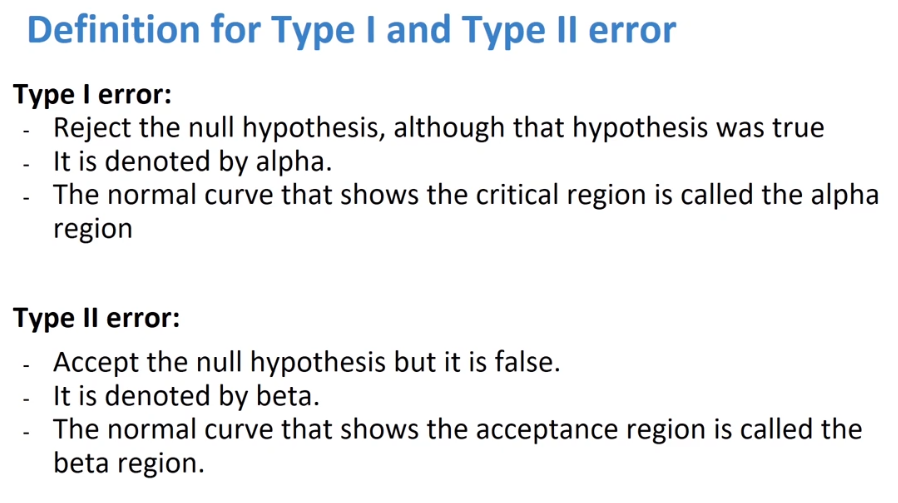 Definition for Type I and Type II error
Type I error:
- Reject the null hypothesis, although that hypothesis was true
- It is denoted by alpha.
- The normal curve that shows the critical region is called the alpha
region
Type II error:
- Accept the null hypothesis but it is false.
- It is denoted by beta.
- The normal curve that shows the acceptance region is called the
beta region.